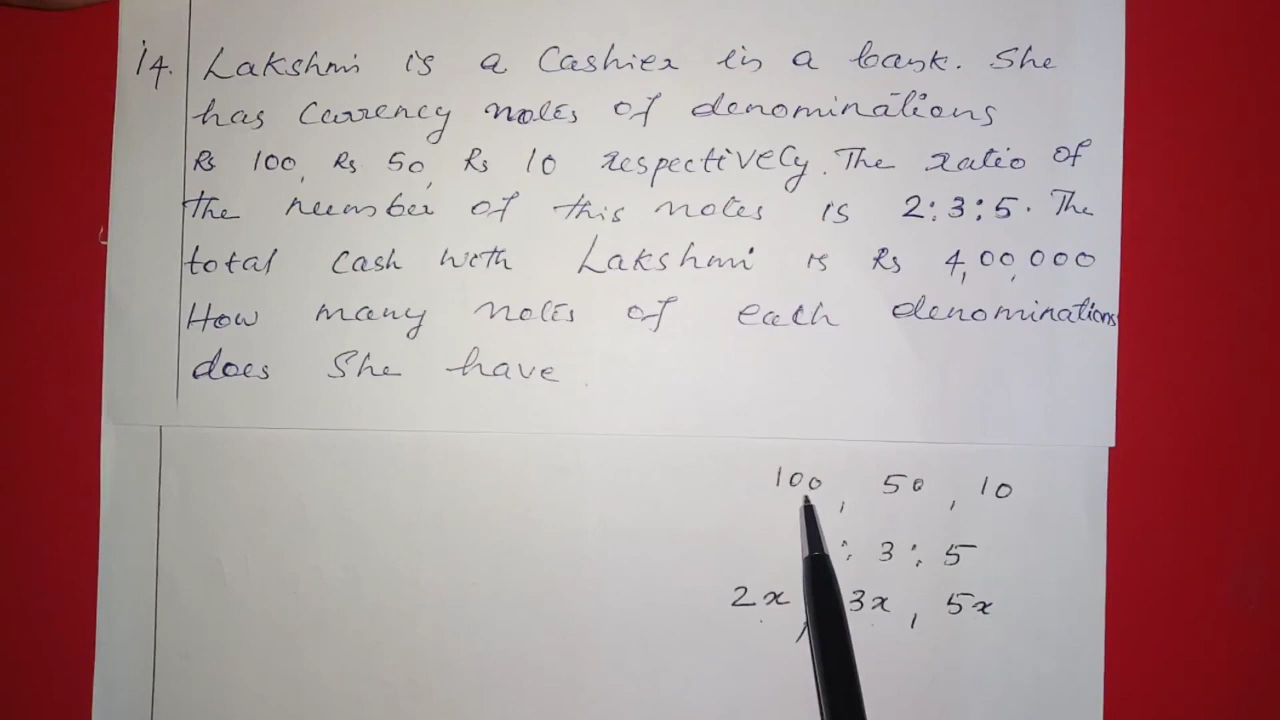 14. Lakshmi is a Cashier in a bank. She
has Currency notes of denominations
Rs 100, Rs 50, Rs 10 respectively. The ratio of
the number of this notes is 2:3:5. The
total cash with Lakshmi is Rs 4,00,000
How many notes of each denominations
does She have.
100, 50, 10
: 3 : 5
2x, 3x, 5x